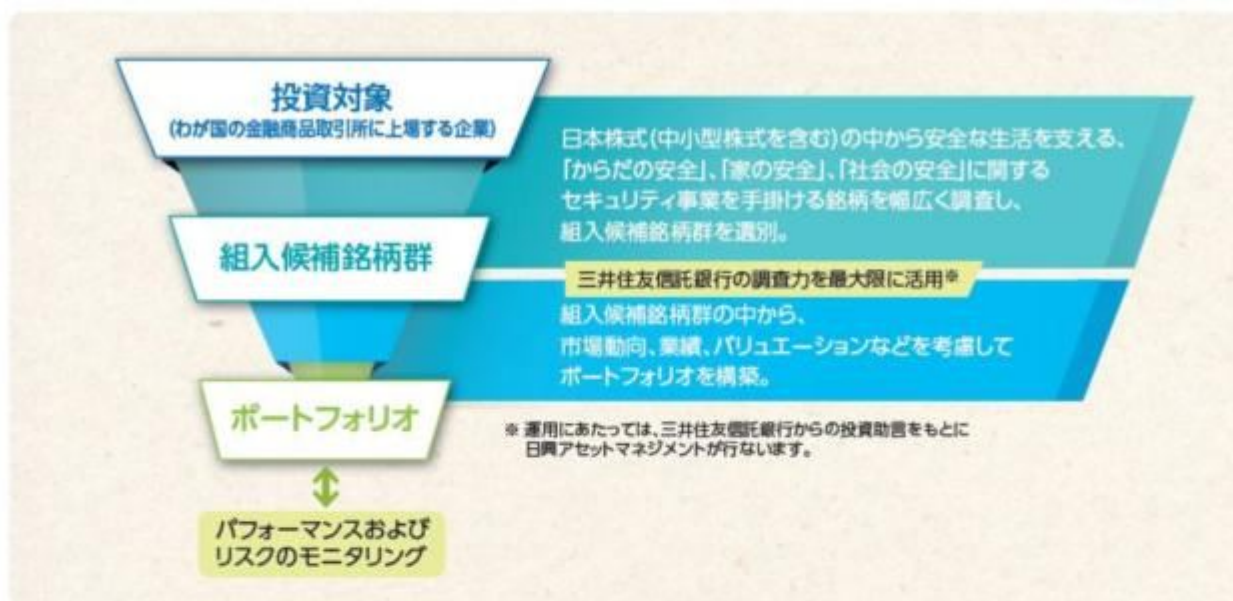 投資対象
(わが国の金融商品取引所に上場する企業)
日本株式(中小型株式を含む)の中から安全な生活を支える、
「からだの安全」、「家の安全」、「社会の安全」に関する
セキュリティ事業を手掛ける銘柄を幅広く調査し、
組入候補銘柄群を選別。
組入候補銘柄群
三井住友信託銀行の調査力を最大限に活用※
組入候補銘柄群の中から、
市場動向、業績、バリュエーションなどを考慮して
ポートフォリオを構築。
ポートフォリオ
※ 運用にあたっては、三井住友信託銀行からの投資助言をもとに
日興アセットマネジメントが行ないます。
パフォーマンスおよび
リスクのモニタリング